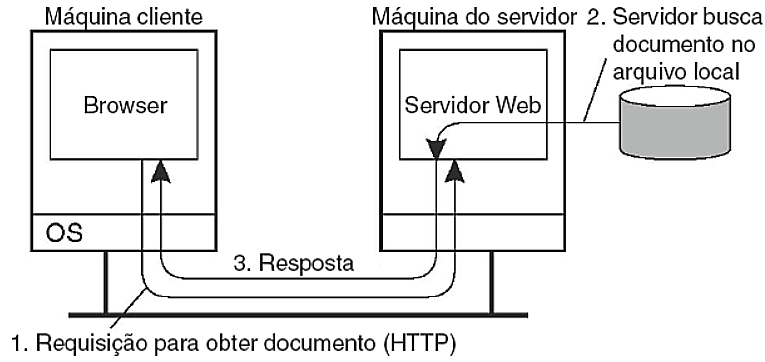 Máquina cliente
Máquina do servidor
2. Servidor busca
documento no
arquivo local
Browser
Servidor Web
OS
3. Resposta
1. Requisição para obter documento (HTTP)